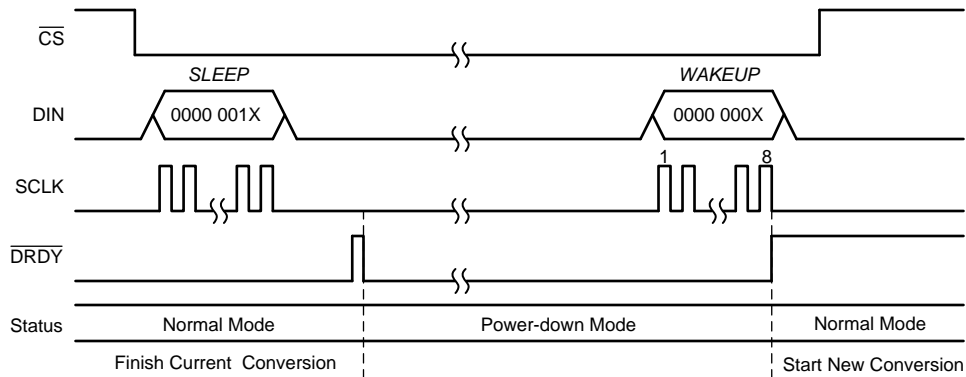 CS
SLEEP
WAKEUP
DIN
0000 001X
0000 000X
1
8
SCLK
DRDY
Status
Normal Mode
Power-down Mode
Normal Mode
Finish Current Conversion
Start New Conversion